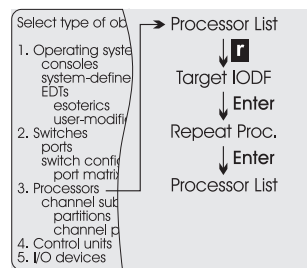 Select type of ob
1. Operating syste
consoles
system-define
EDTs
esoterics
user-modifi
2. Switches
ports
switch config
port matri
3. Processors
channel sub
partitions
channel p
4. Control units
5. I/O devices
Processor List
r
Target IODF
Enter
Repeat Proc.
Enter
Processor List